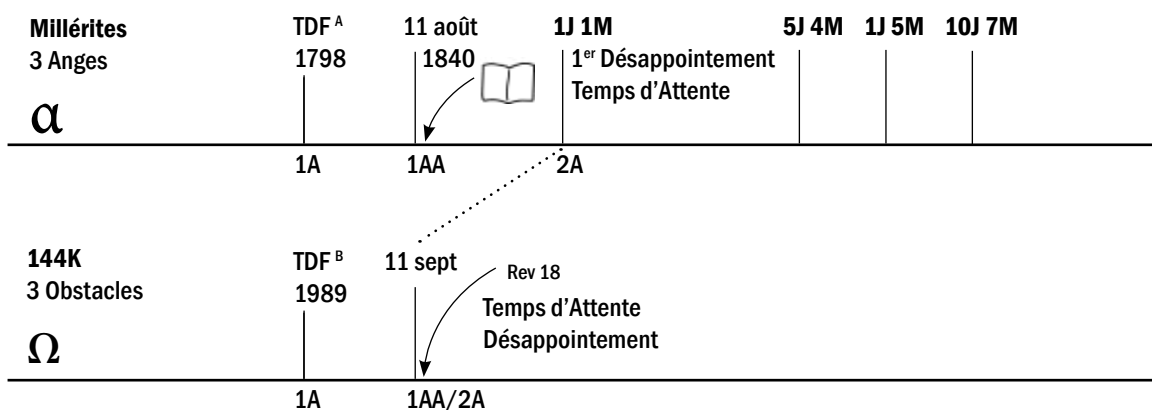 Millérites
3 Anges
α
TDF A
1798
11 août
1840
1J 1M
1er Désappointement
Temps d'Attente
5J 4M
1J 5M
10J 7M
1A
1AA
2A
144K
3 Obstacles
Ω
TDF B
1989
11 sept
Rev 18
Temps d'Attente
Désappointement
1A
1AA/2A